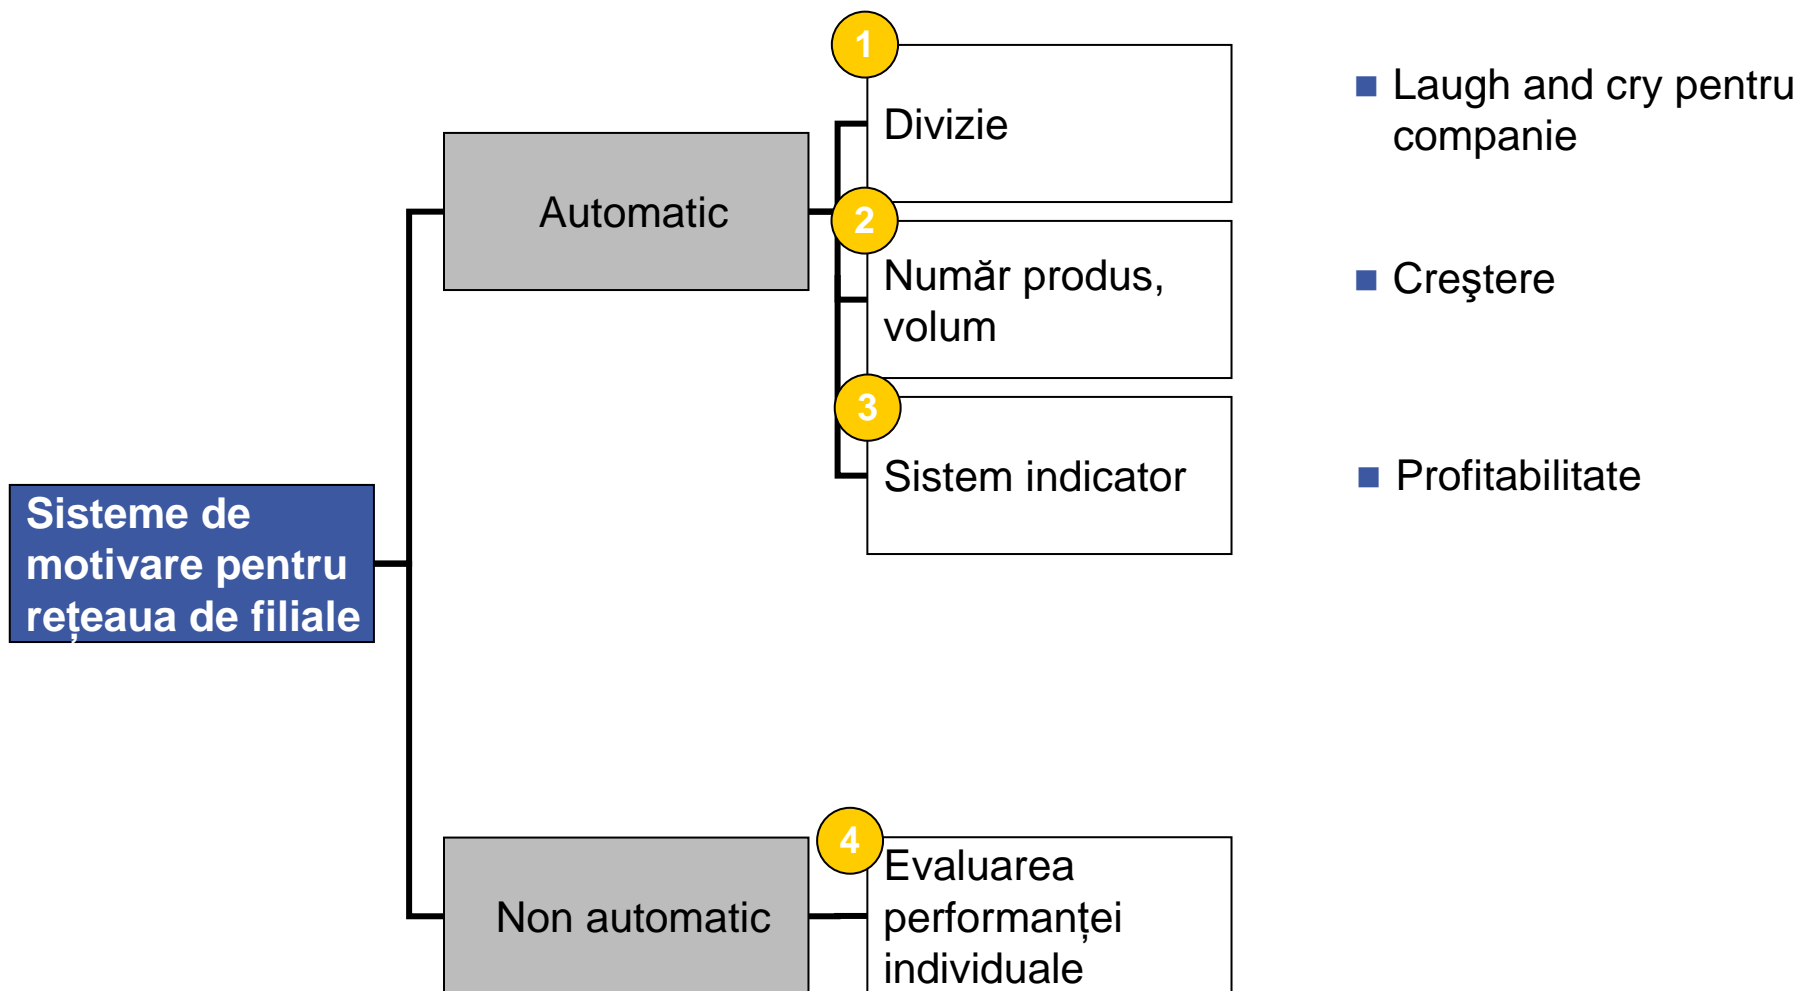 1
Divizie
Laugh and cry pentru
companie
Automatic
2
Număr produs,
volum
Creştere
3
Sistem indicator
Profitabilitate
Sisteme de
motivare pentru
rețeaua de filiale
4
Non automatic
Evaluarea
performanței
individuale